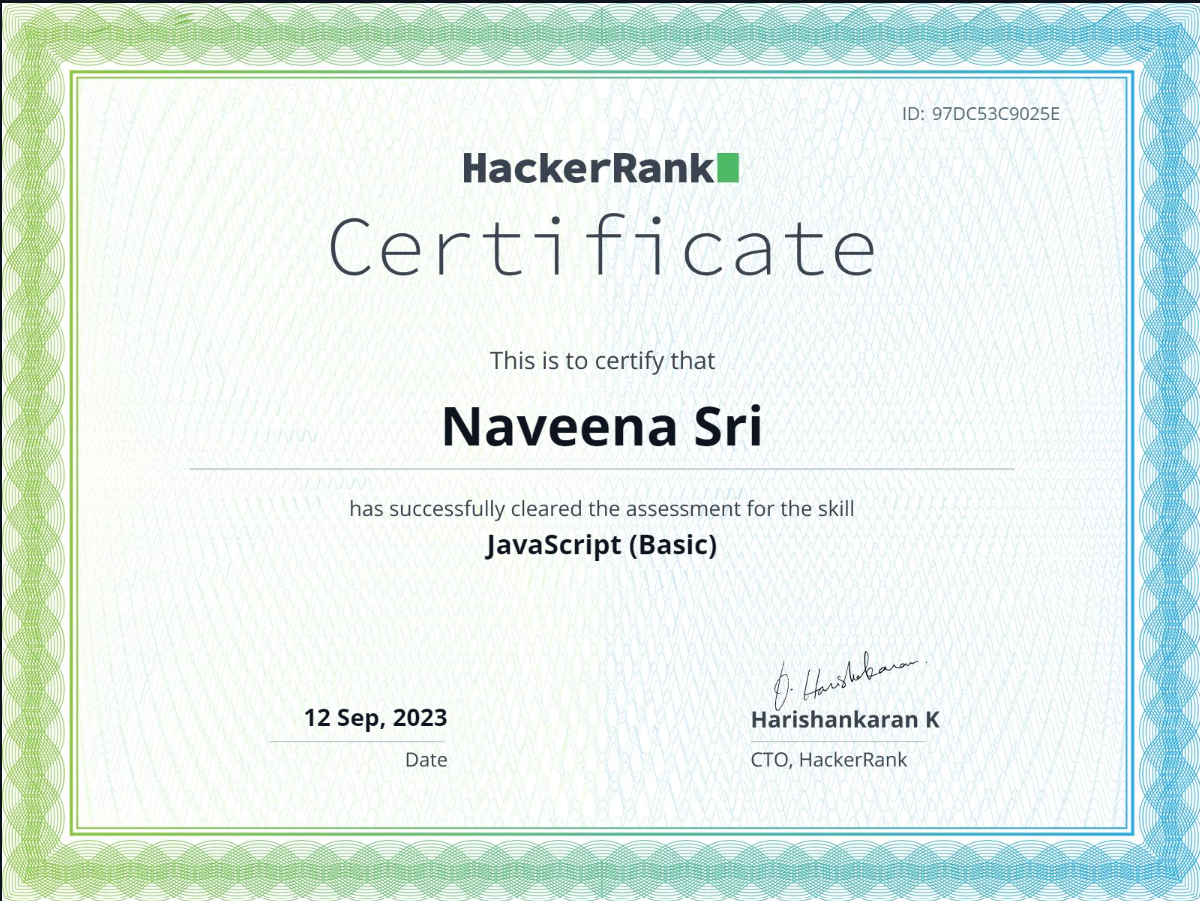 ID: 97DC53C9025E
HackerRank
Certificate
This is to certify that
Naveena Sri
has successfully cleared the assessment for the skill
JavaScript (Basic)
12 Sep, 2023
Date
D. Harishankaran.
Harishankaran K
CTO, HackerRank